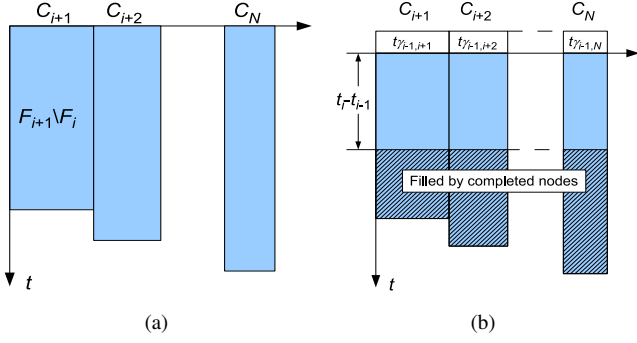 C_{i+1} C_{i+2} C_N
F_{i+1}\F_i
t
(a)
C_{i+1} C_{i+2} C_N
tγ_{i-1,i+1} tγ_{i-1,i+2} tγ_{i-1,N}
t_i-t_{i-1}
Filled by completed nodes
t
(b)